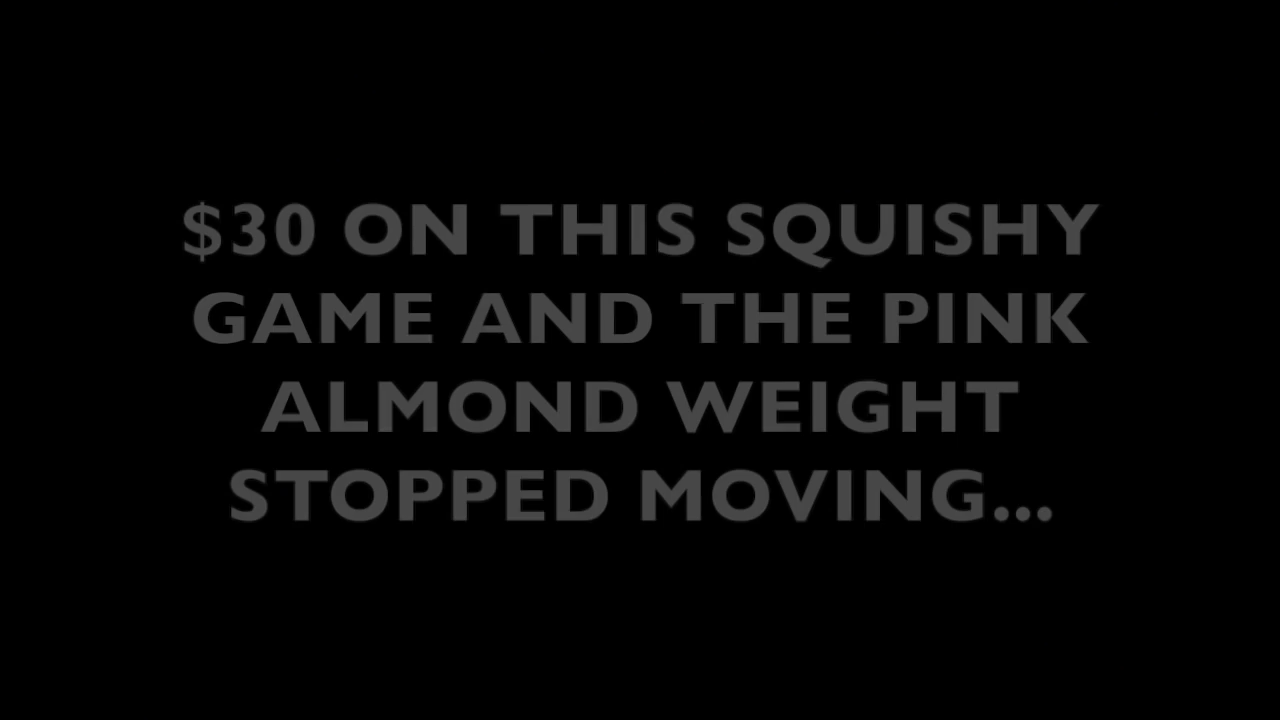 $30 ON THIS SQUISHY
GAME AND THE PINK
ALMOND WEIGHT
STOPPED MOVING...